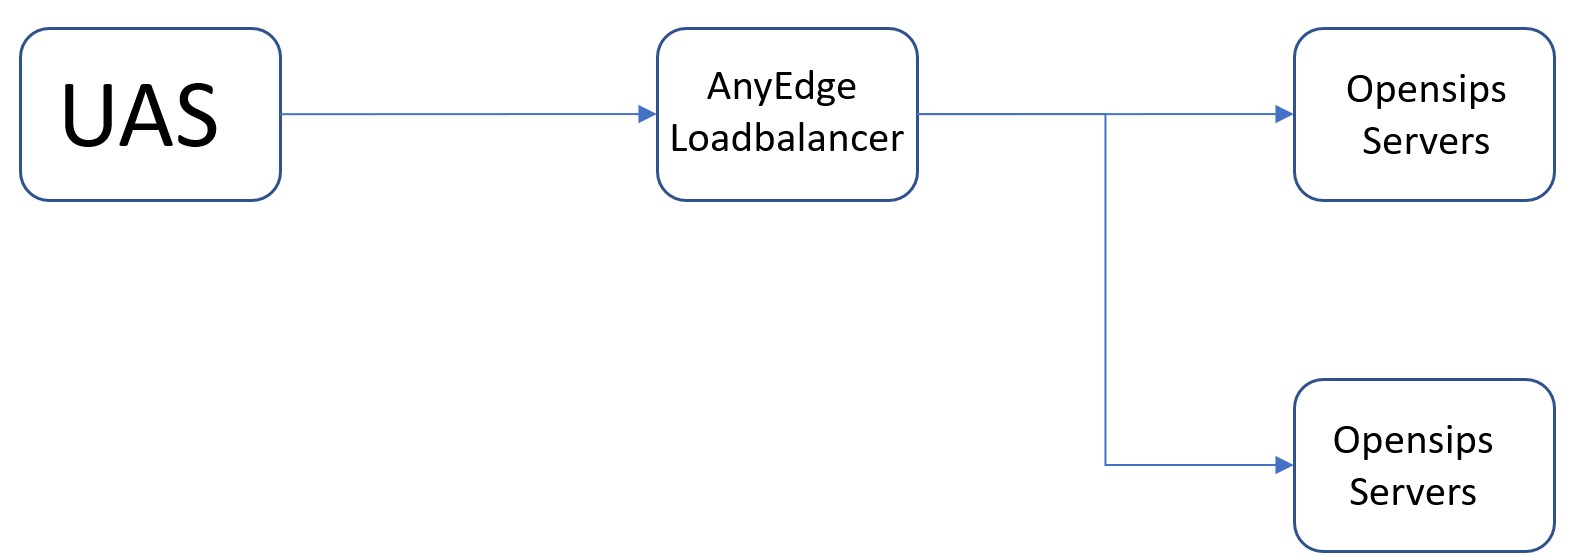 UAS
AnyEdge
Loadbalancer
Opensips
Servers
Opensips
Servers